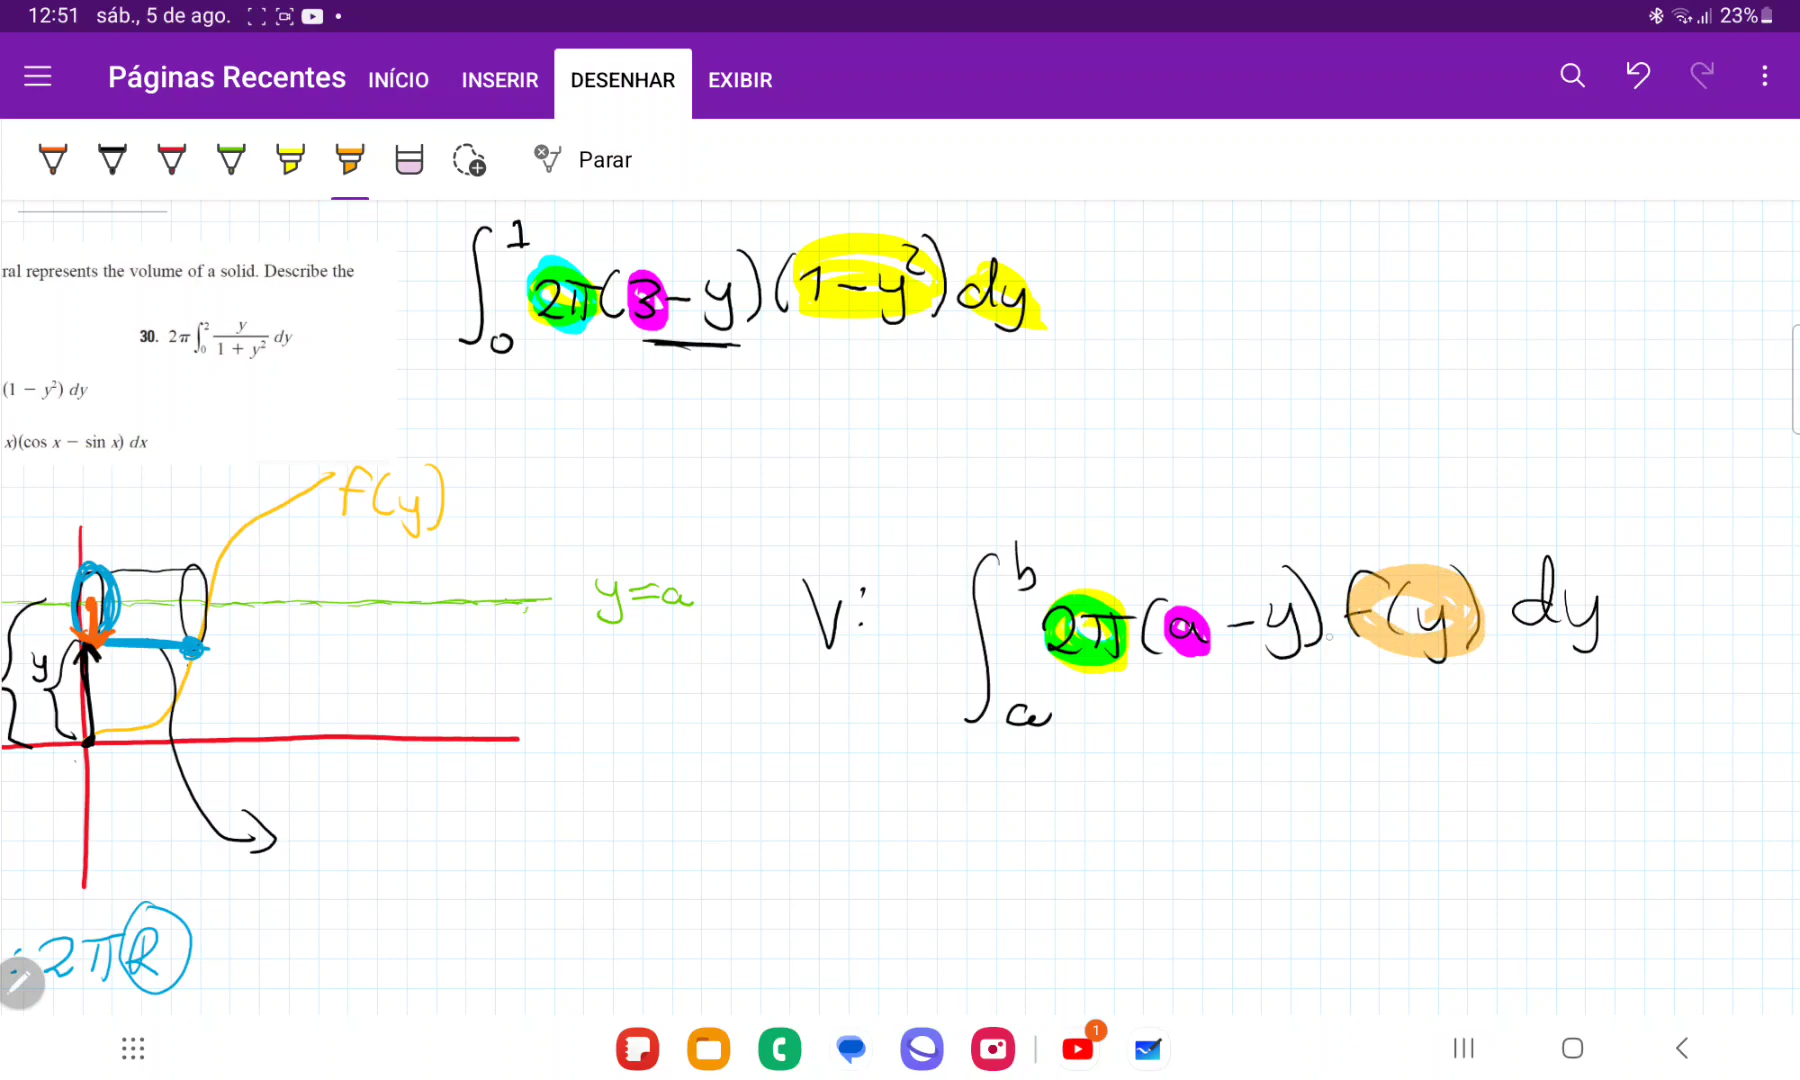 12:51 sáb., 5 de ago. 23%
Páginas Recentes INÍCIO INSERIR DESENHAR EXIBIR
Parar
∫₀¹ 2π(3-y)(1-y²)dy
ral represents the volume of a solid. Describe the
30. 2π ∫₀² y/(1 + y²) dy
(1 − y²) dy
x)(cos x − sin x) dx
f(y)
y=a
V: ∫ₐᵇ 2π(a-y).f(y) dy
y
: 2πR
1